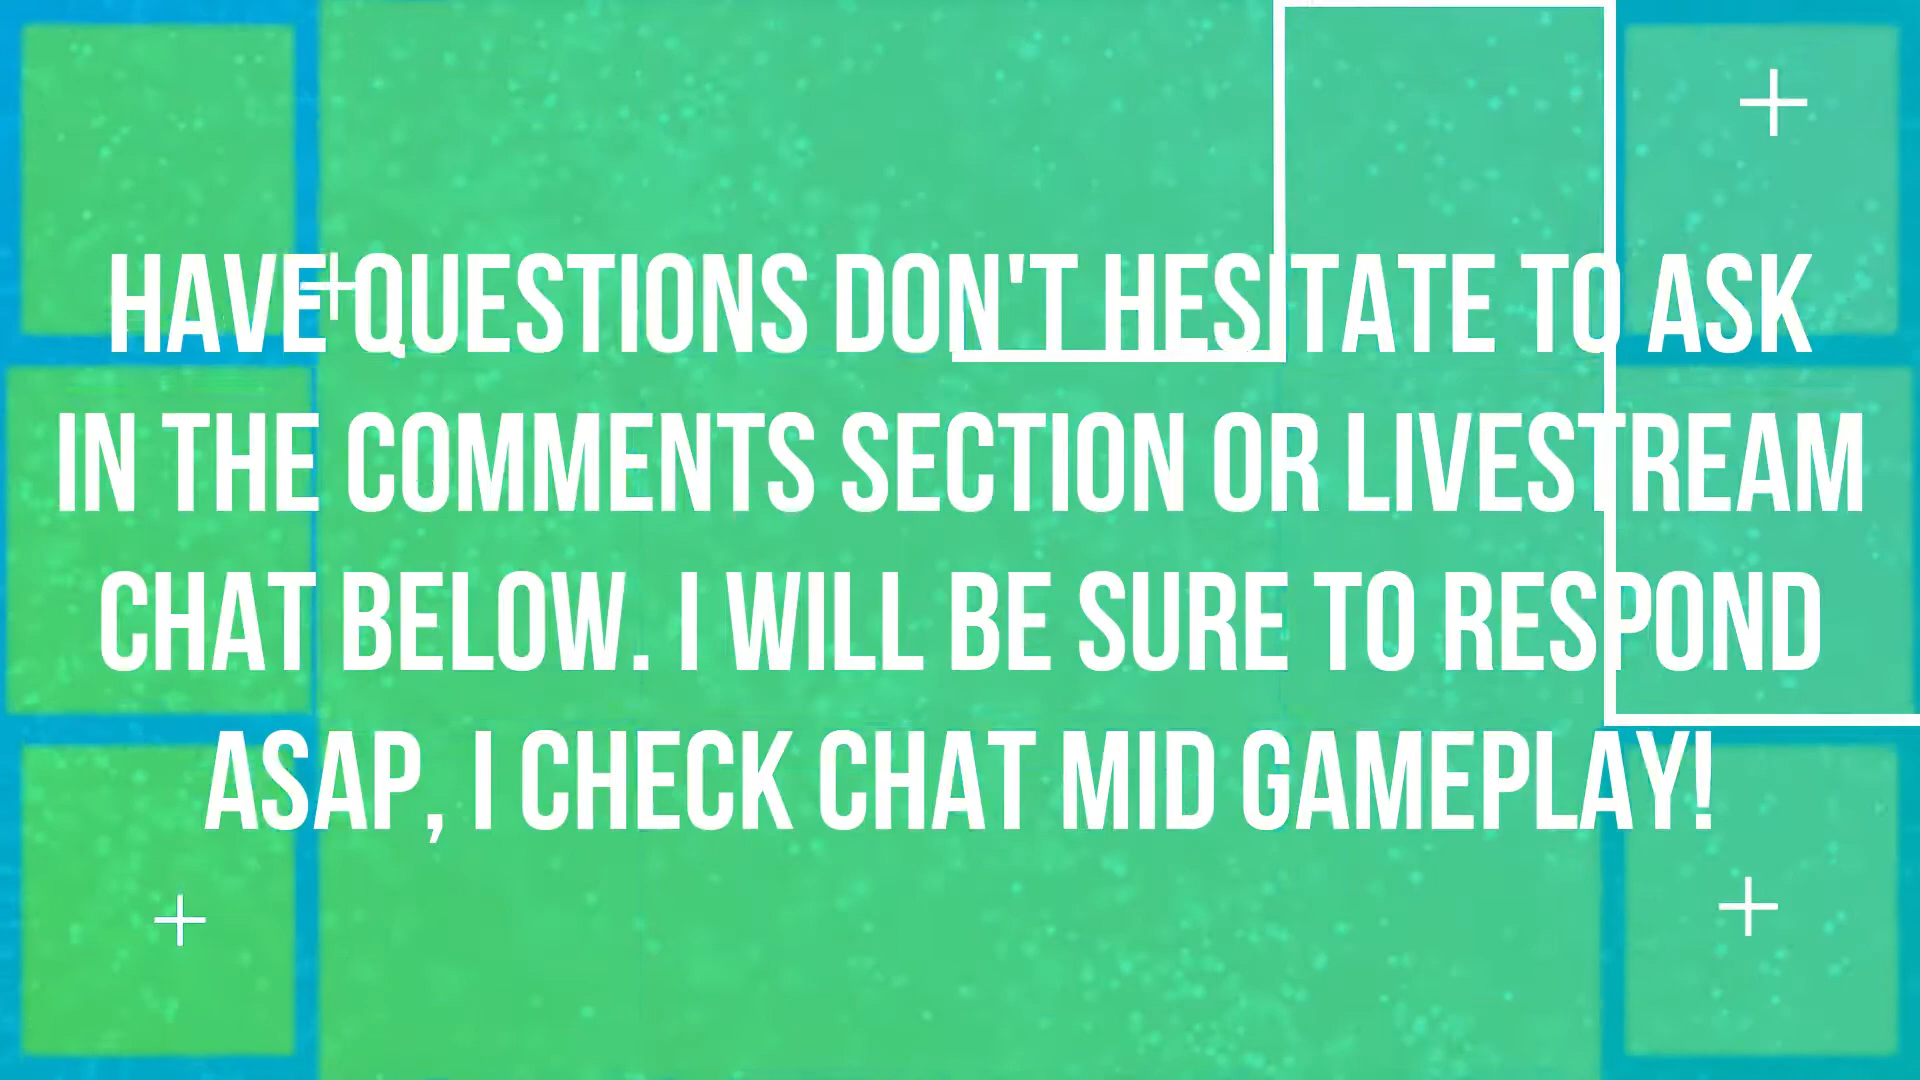 HAVE QUESTIONS DON'T HESITATE TO ASK
IN THE COMMENTS SECTION OR LIVESTREAM
CHAT BELOW. I WILL BE SURE TO RESPOND
ASAP, I CHECK CHAT MID GAMEPLAY!